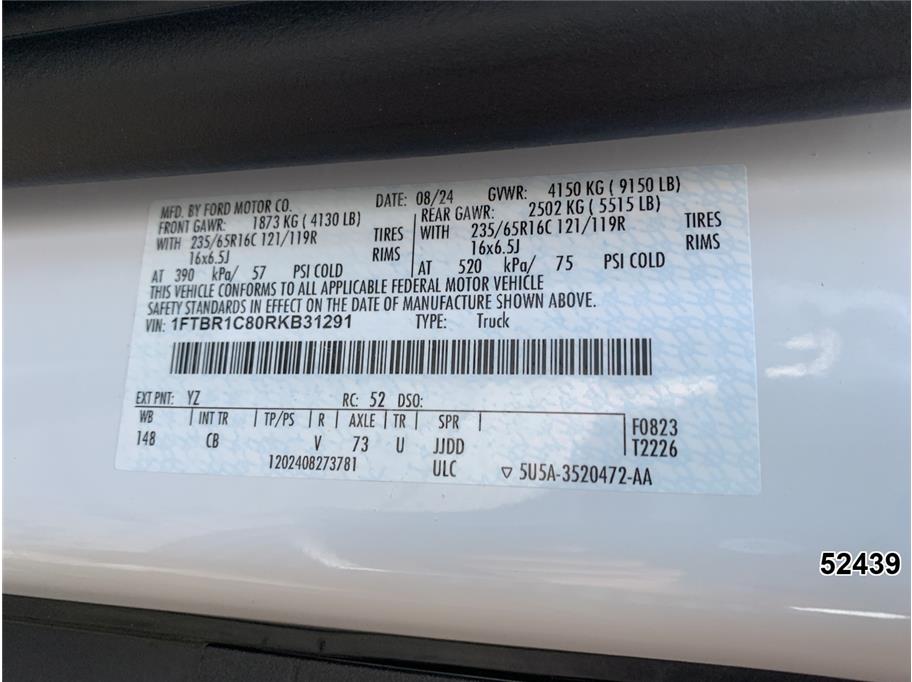 MFD. BY FORD MOTOR CO. DATE: 08/24 GVWR: 4150 KG ( 9150 LB)
FRONT GAWR: 1873 KG ( 4130 LB) REAR GAWR: 2502 KG ( 5515 LB)
WITH 235/65R16C 121/119R TIRES WITH 235/65R16C 121/119R TIRES
16x6.5J RIMS 16x6.5J RIMS
AT 390 kPa/ 57 PSI COLD AT 520 kPa/ 75 PSI COLD
THIS VEHICLE CONFORMS TO ALL APPLICABLE FEDERAL MOTOR VEHICLE
SAFETY STANDARDS IN EFFECT ON THE DATE OF MANUFACTURE SHOWN ABOVE.
VIN: 1FTBR1C80RKB31291 TYPE: Truck
EXT PNT: YZ RC: 52 DSO:
WB INT TR TP/PS R AXLE TR SPR F0823
148 CB V 73 U JJDD T2226
1202408273781 ULC ▽ 5U5A-3520472-AA
52439